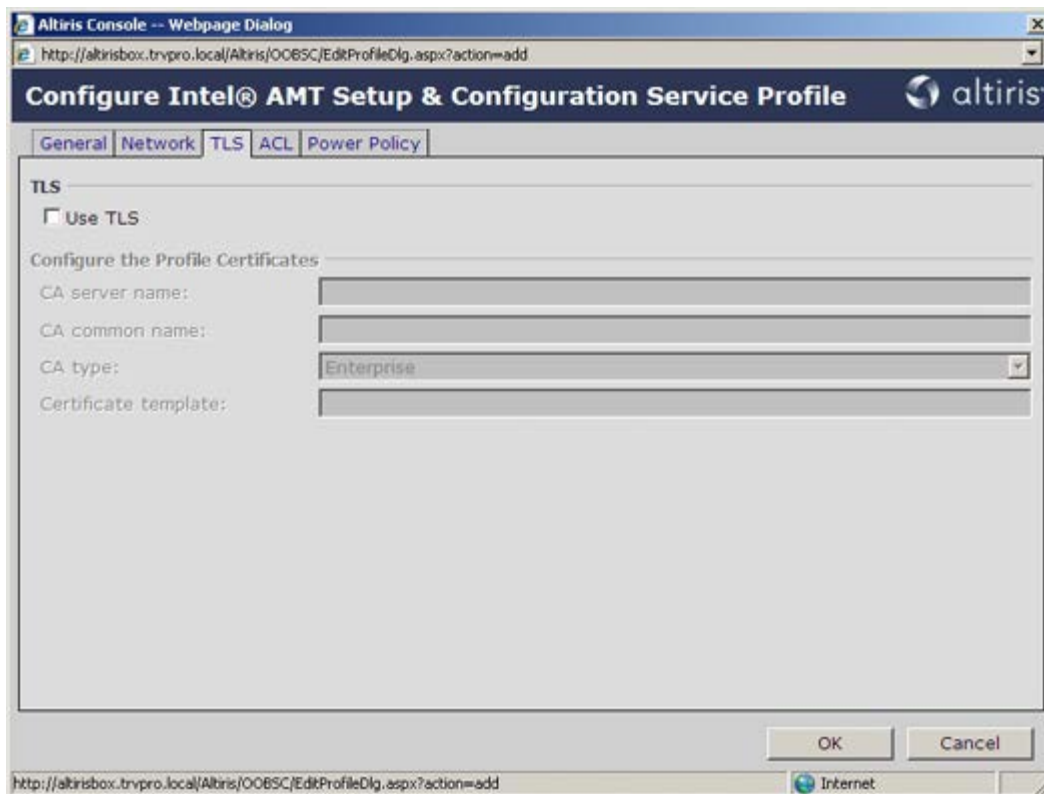 Altiris Console -- Webpage Dialog
http://altirisbox.trvpro.local/Altiris/OOBSC/EditProfileDlg.aspx?action=add
Configure Intel® AMT Setup & Configuration Service Profile
altiris
General Network TLS ACL Power Policy
TLS
Use TLS
Configure the Profile Certificates
CA server name:
CA common name:
CA type: Enterprise
Certificate template:
OK Cancel
http://altirisbox.trvpro.local/Altiris/OOBSC/EditProfileDlg.aspx?action=add Internet